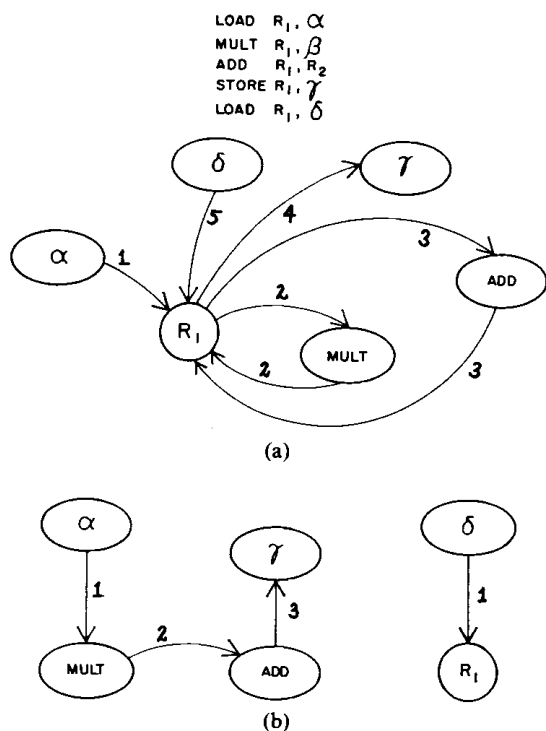 LOAD R₁, α
MULT R₁, β
ADD R₁, R₂
STORE R₁, γ
LOAD R₁, δ
δ
γ
5
4
3
α
1
ADD
2
R₁
MULT
2
3
(a)
α
δ
γ
1
1
2
3
MULT
ADD
R₁
(b)